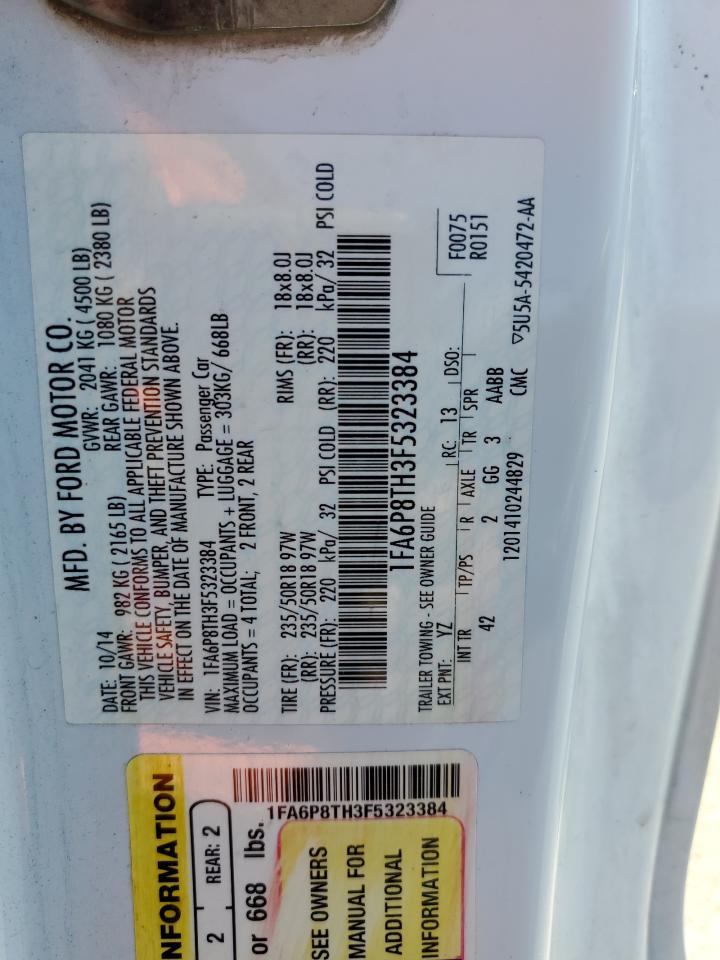 MFD. BY FORD MOTOR CO.
DATE: 10/14 GVWR: 2041 KG ( 4500 LB)
FRONT GAWR: 982 KG ( 2165 LB) REAR GAWR: 1080 KG ( 2380 LB)
THIS VEHICLE CONFORMS TO ALL APPLICABLE FEDERAL MOTOR
VEHICLE SAFETY, BUMPER, AND THEFT PREVENTION STANDARDS
IN EFFECT ON THE DATE OF MANUFACTURE SHOWN ABOVE.
VIN: 1FA6P8TH3F5323384 TYPE: Passenger Car
MAXIMUM LOAD = OCCUPANTS + LUGGAGE = 303KG/ 668LB
OCCUPANTS = 4 TOTAL; 2 FRONT, 2 REAR
TIRE (FR): 235/50R18 97W RIMS (FR): 18x8.0J
(RR): 235/50R18 97W (RR): 18x8.0J
PRESSURE (FR): 220 kPa/ 32 PSI COLD (RR): 220 kPa/ 32 PSI COLD
1FA6P8TH3F5323384
TRAILER TOWING - SEE OWNER GUIDE
F0075
EXT PNT: YZ RC: 13 DSO: R0151
INT TR TP/PS R AXLE TR SPR
42 2 GG 3 AABB
1201410244829 CMC ▽5U5A-5420472-AA
NFORMATION
2 REAR: 2
or 668 lbs.
1FA6P8TH3F5323384
SEE OWNERS
MANUAL FOR
ADDITIONAL
INFORMATION